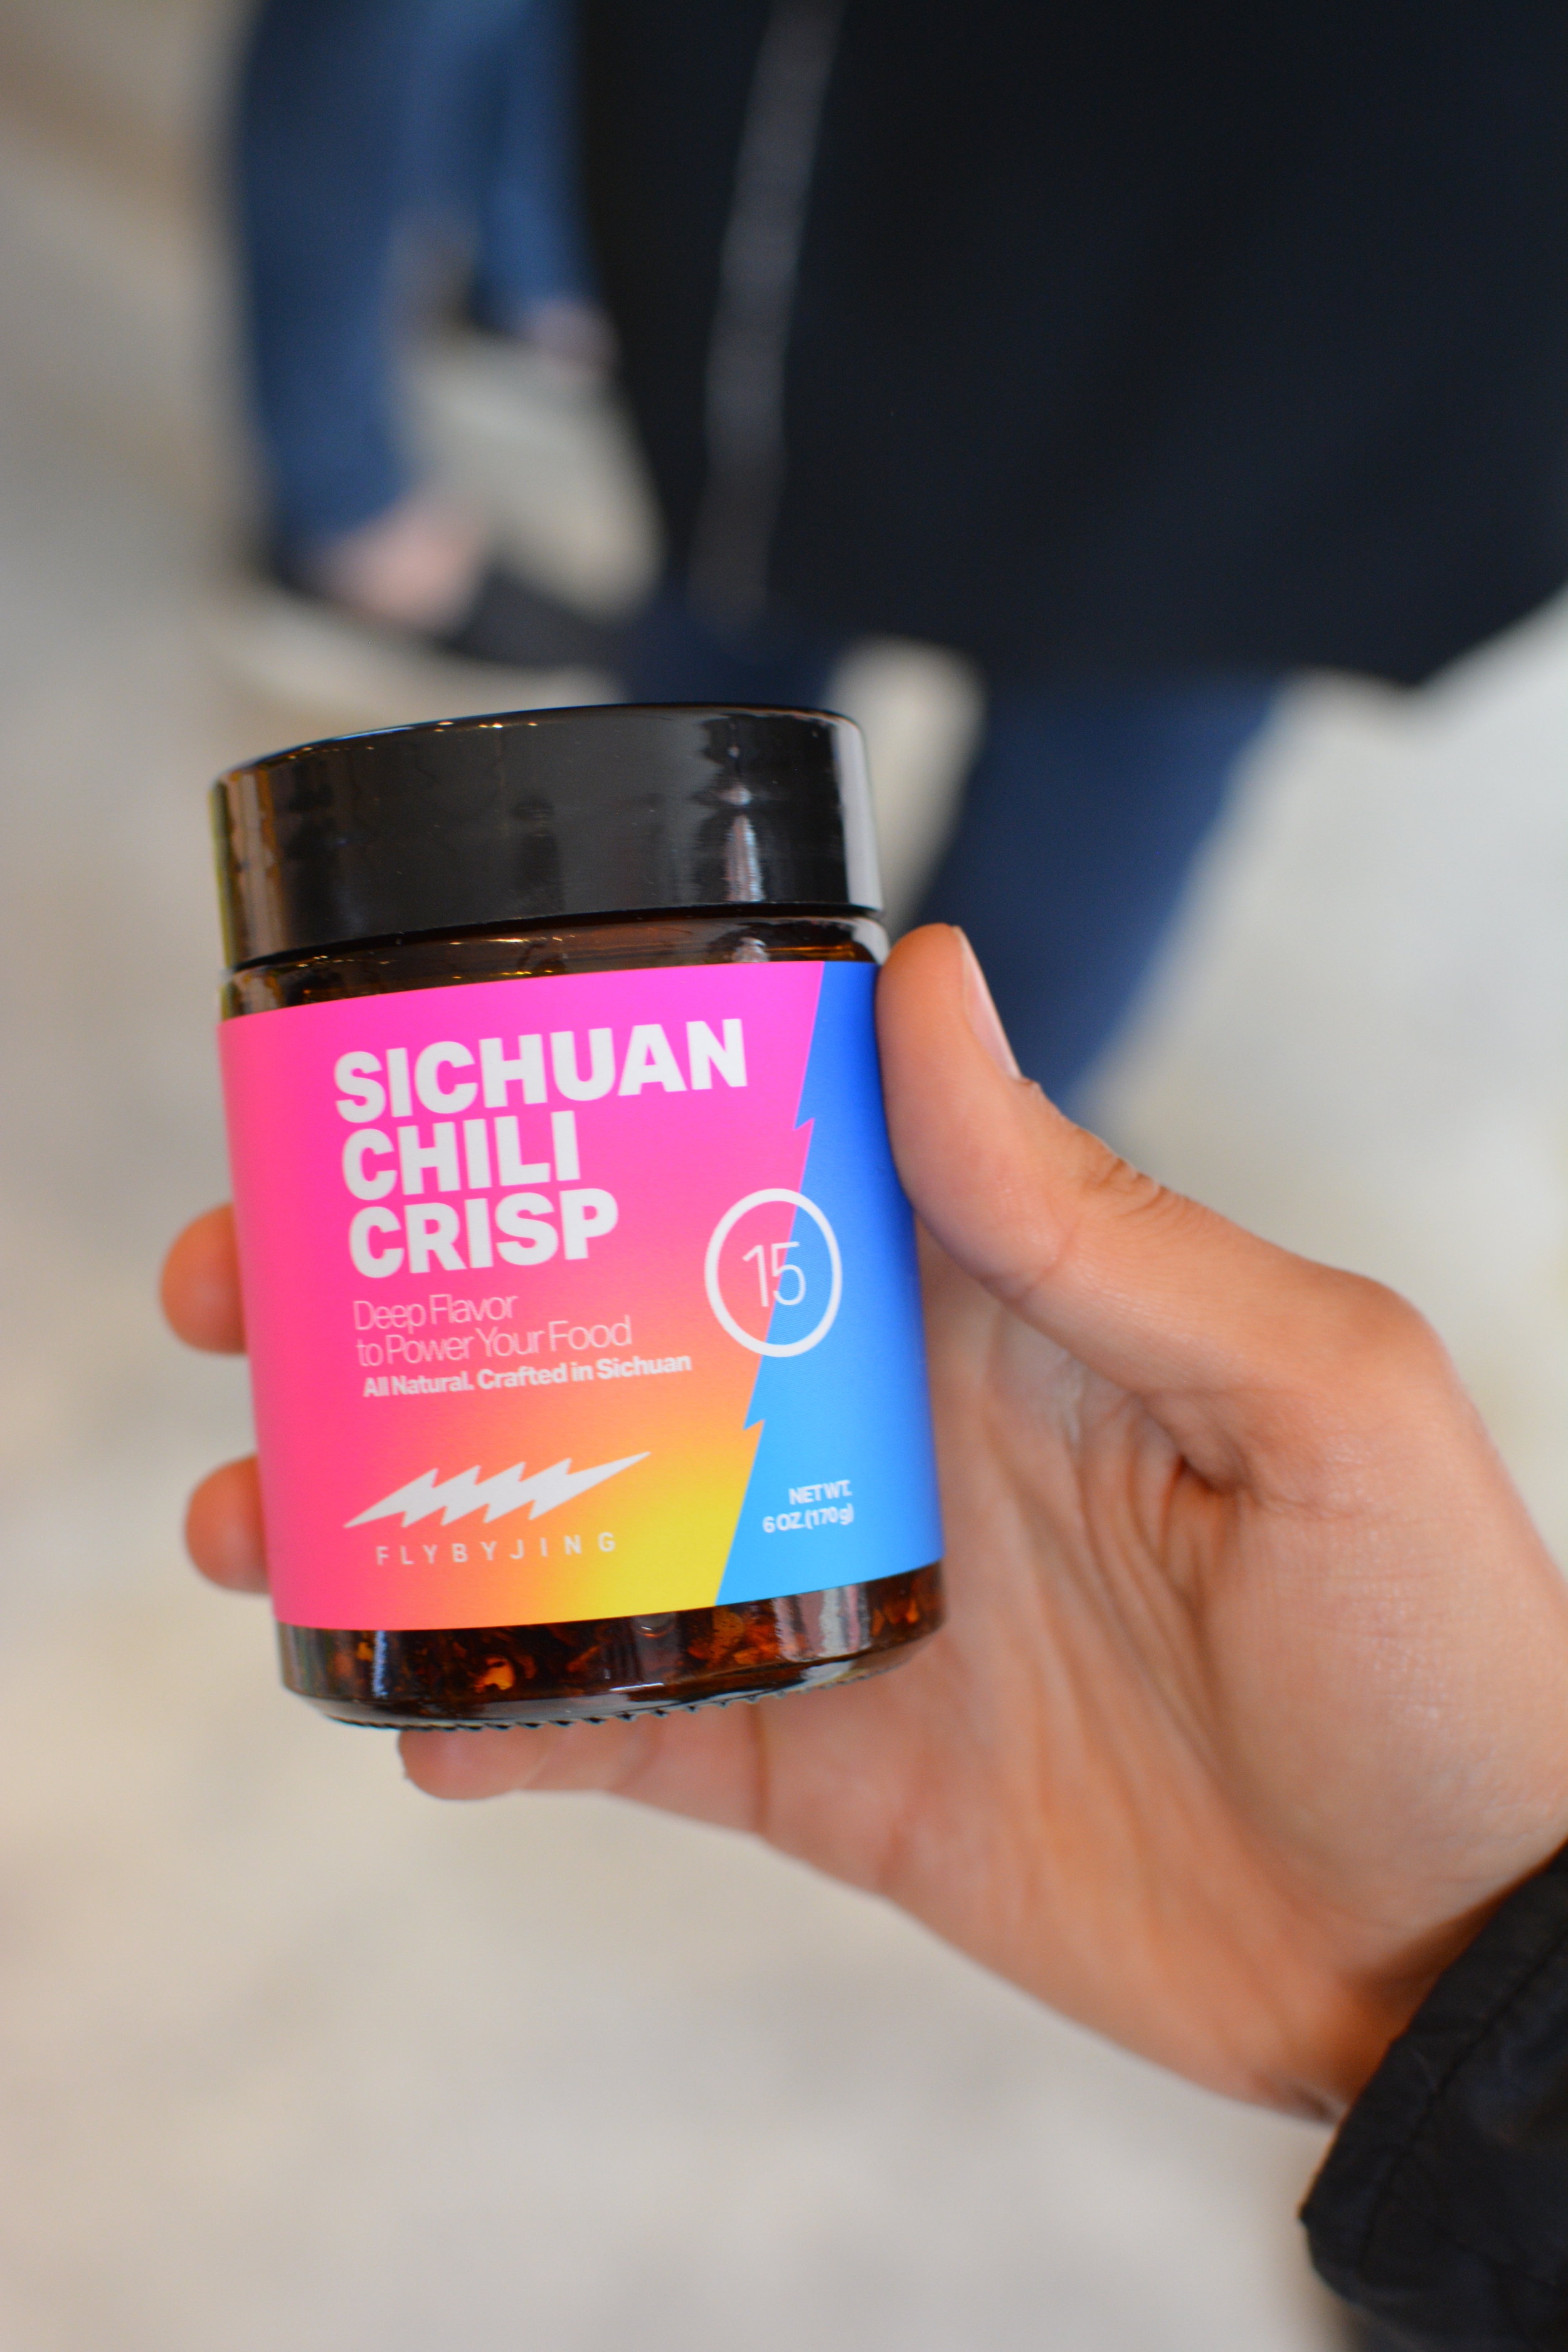 SICHUAN
CHILI
CRISP
15
Deep Flavor
to Power Your Food
All Natural. Crafted in Sichuan
FLYBYJING
NET WT.
6 OZ. (170g)